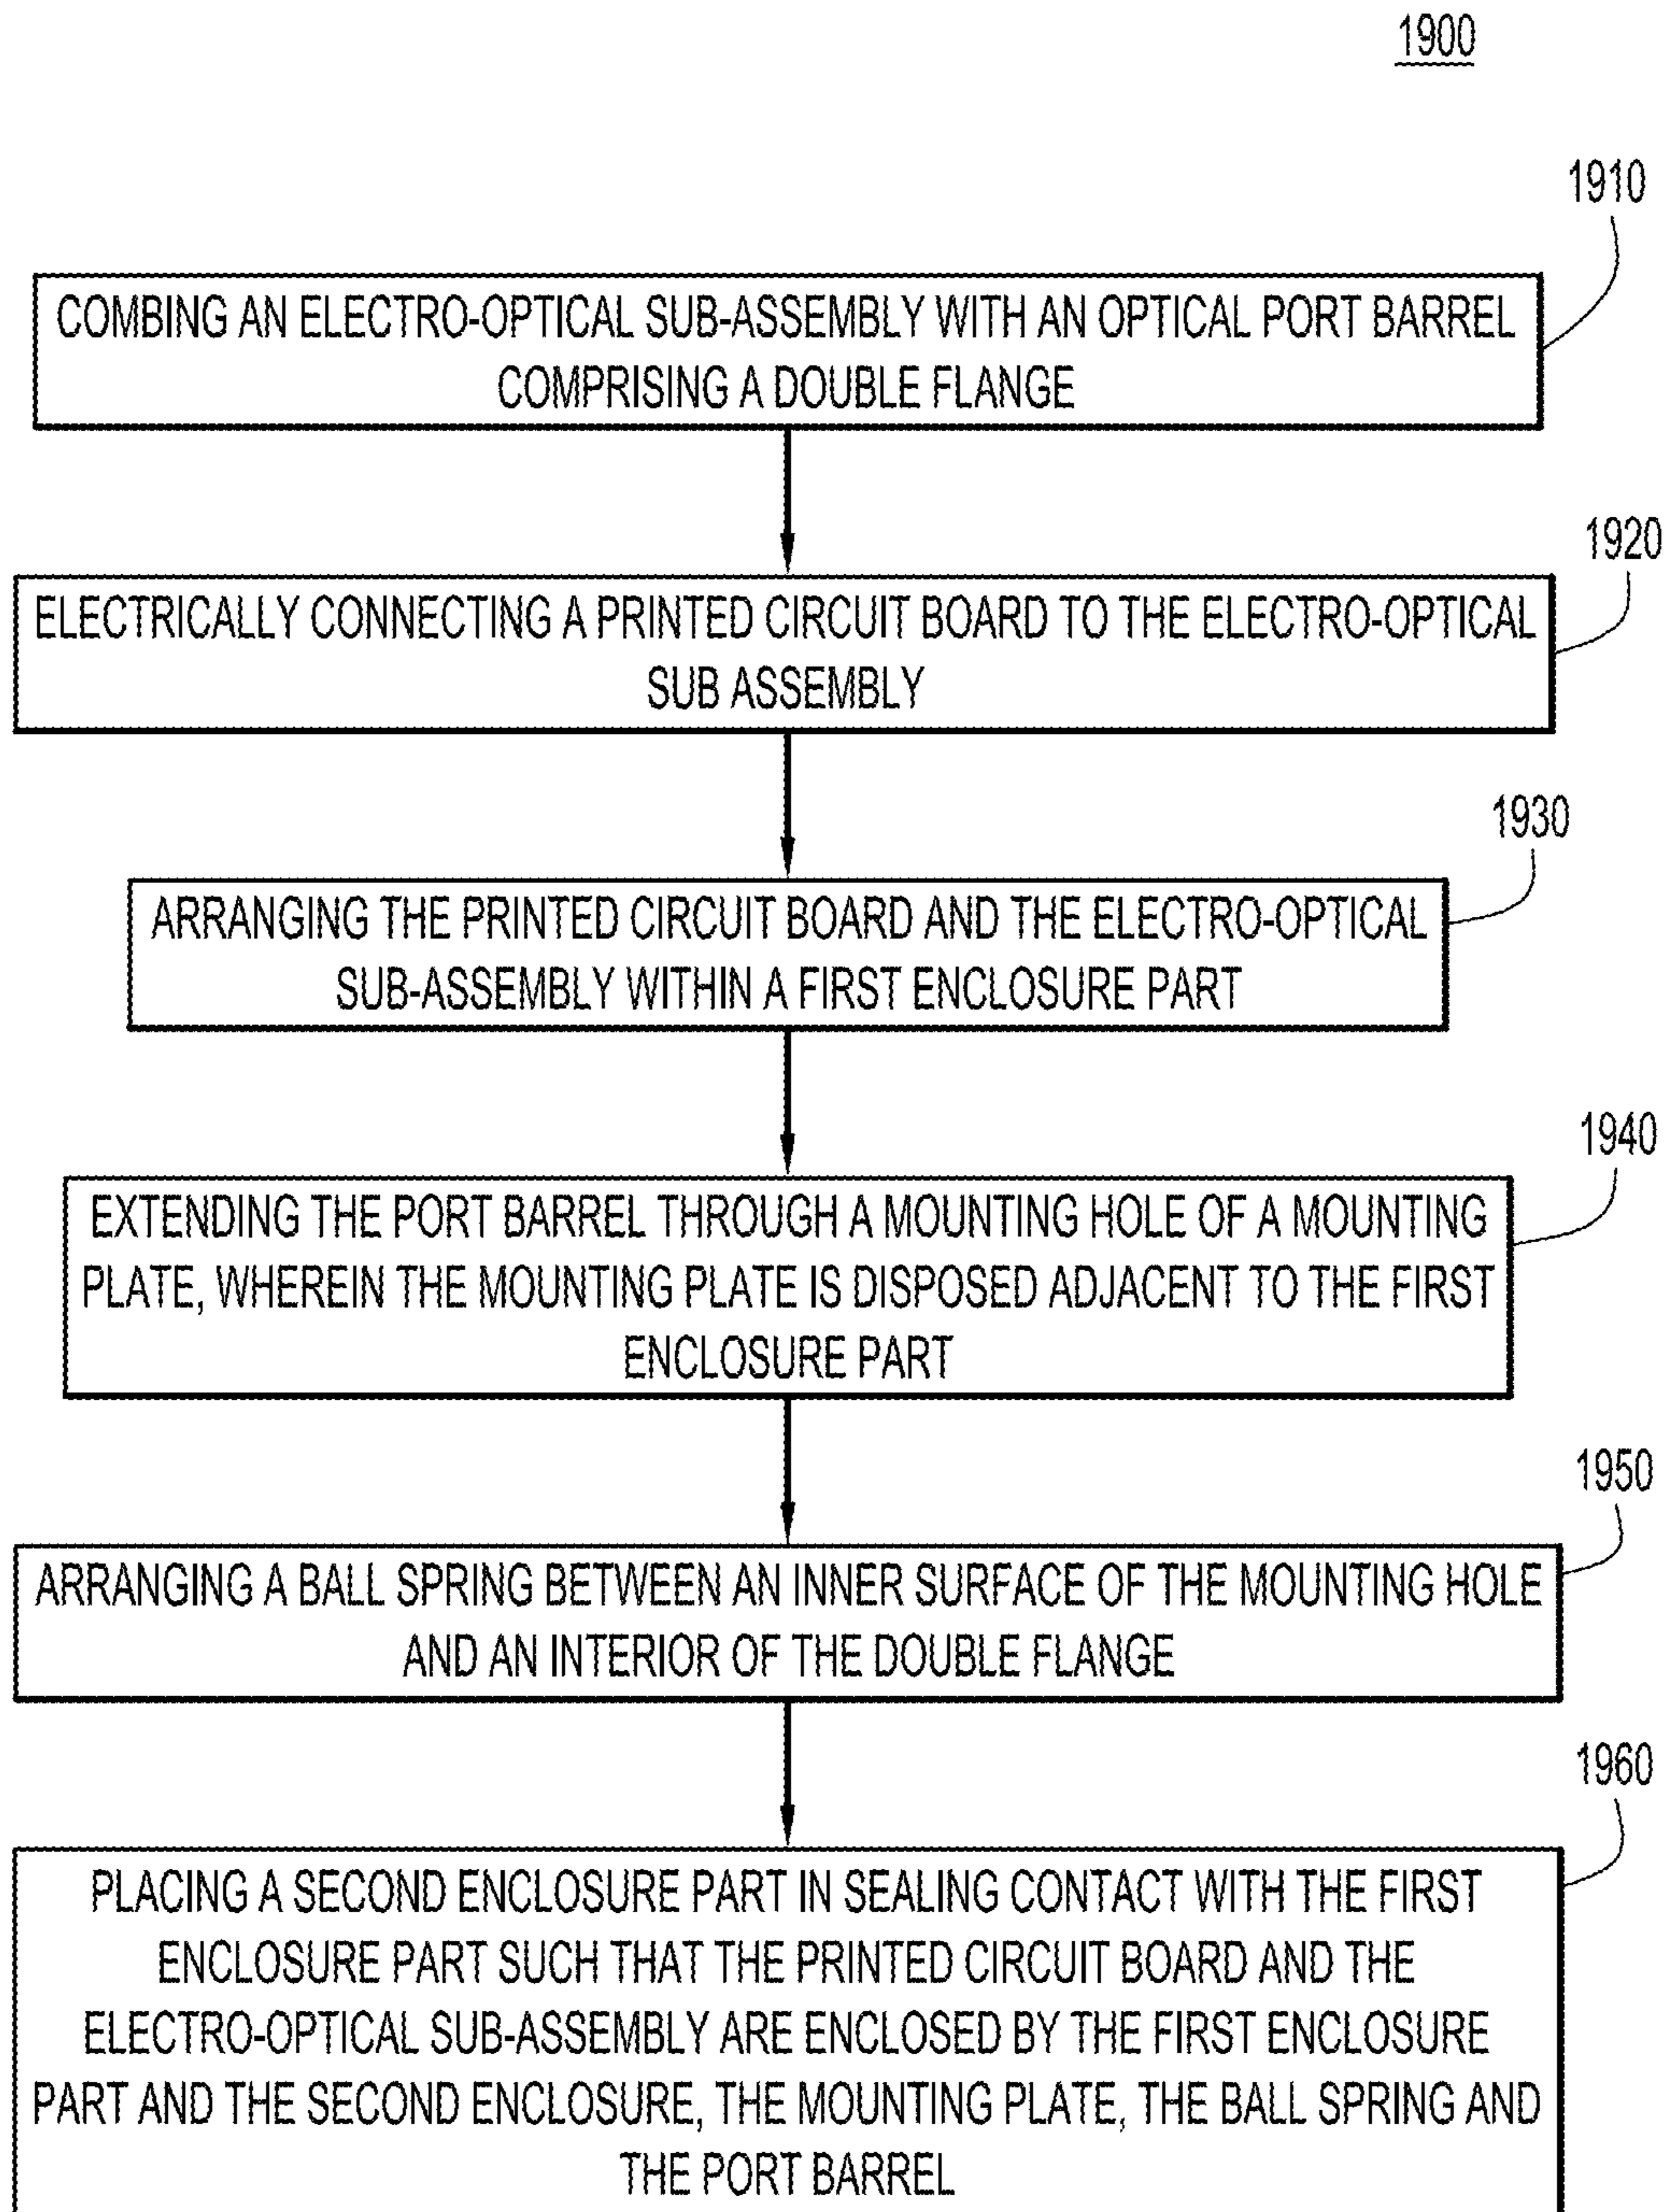 1900
1910
COMBING AN ELECTRO-OPTICAL SUB-ASSEMBLY WITH AN OPTICAL PORT BARREL
COMPRISING A DOUBLE FLANGE
1920
ELECTRICALLY CONNECTING A PRINTED CIRCUIT BOARD TO THE ELECTRO-OPTICAL
SUB ASSEMBLY
1930
ARRANGING THE PRINTED CIRCUIT BOARD AND THE ELECTRO-OPTICAL
SUB-ASSEMBLY WITHIN A FIRST ENCLOSURE PART
1940
EXTENDING THE PORT BARREL THROUGH A MOUNTING HOLE OF A MOUNTING
PLATE, WHEREIN THE MOUNTING PLATE IS DISPOSED ADJACENT TO THE FIRST
ENCLOSURE PART
1950
ARRANGING A BALL SPRING BETWEEN AN INNER SURFACE OF THE MOUNTING HOLE
AND AN INTERIOR OF THE DOUBLE FLANGE
1960
PLACING A SECOND ENCLOSURE PART IN SEALING CONTACT WITH THE FIRST
ENCLOSURE PART SUCH THAT THE PRINTED CIRCUIT BOARD AND THE
ELECTRO-OPTICAL SUB-ASSEMBLY ARE ENCLOSED BY THE FIRST ENCLOSURE
PART AND THE SECOND ENCLOSURE, THE MOUNTING PLATE, THE BALL SPRING AND
THE PORT BARREL